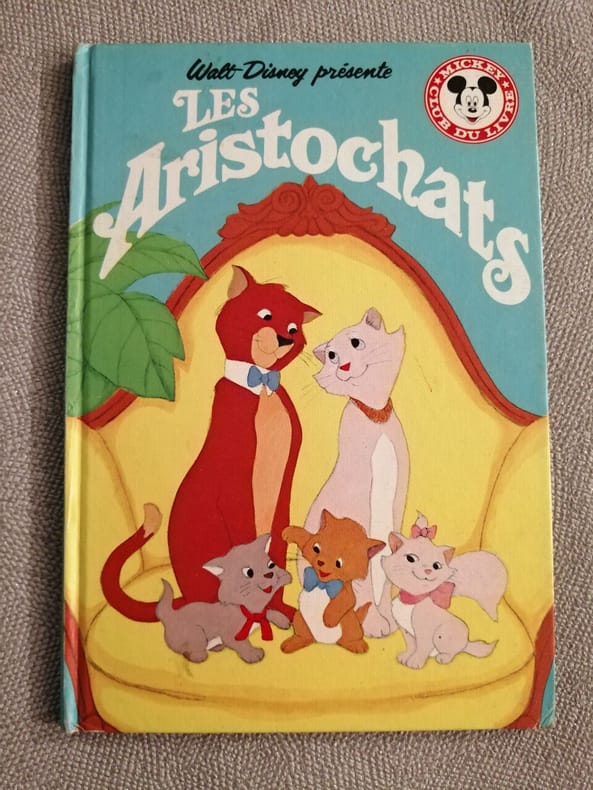 Walt Disney présente
MICKEY
CLUB DU LIVRE
LES
Aristochats